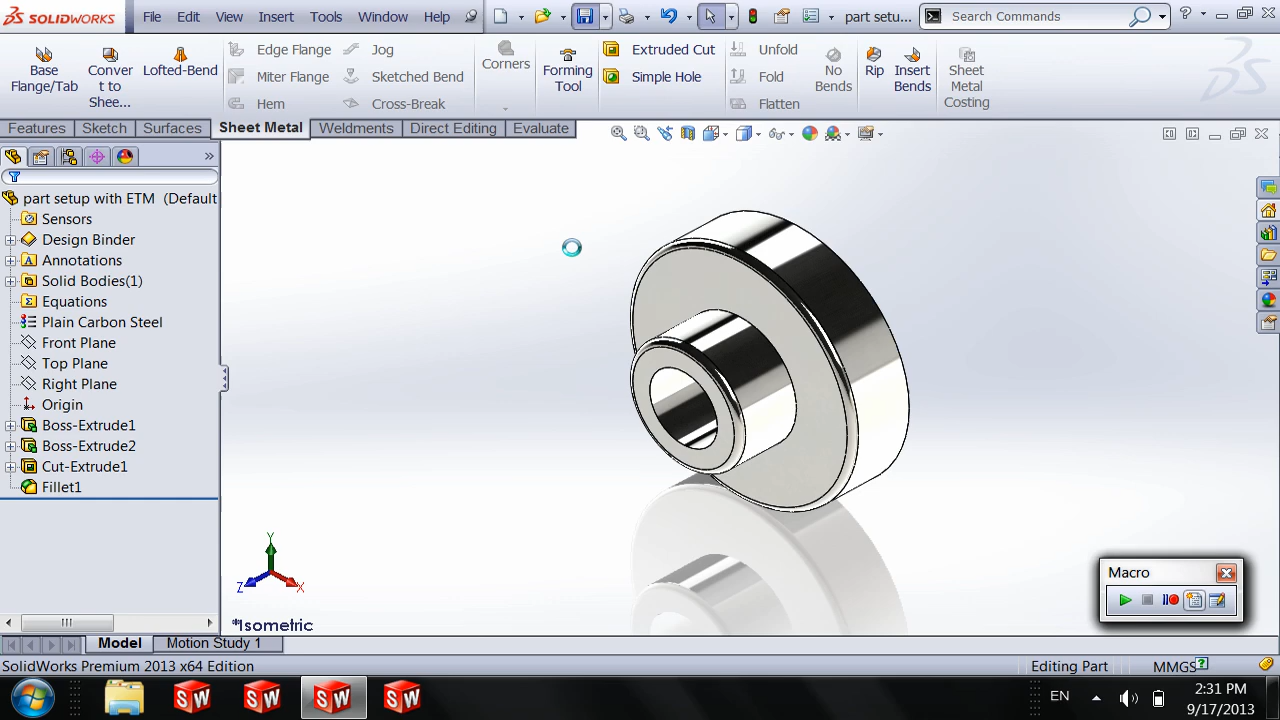 SOLIDWORKS File Edit View Insert Tools Window Help part setu... Search Commands ?
Base Flange/Tab
Conver t to Shee...
Lofted-Bend
Edge Flange
Miter Flange
Hem
Jog
Sketched Bend
Cross-Break
Corners
Forming Tool
Extruded Cut
Simple Hole
Unfold
Fold
Flatten
No Bends
Rip
Insert Bends
Sheet Metal Costing
Features Sketch Surfaces Sheet Metal Weldments Direct Editing Evaluate
part setup with ETM (Default
Sensors
Design Binder
Annotations
Solid Bodies(1)
Equations
Plain Carbon Steel
Front Plane
Top Plane
Right Plane
Origin
Boss-Extrude1
Boss-Extrude2
Cut-Extrude1
Fillet1
Y
Z
X
*Isometric
Macro
Model Motion Study 1
SolidWorks Premium 2013 x64 Edition Editing Part MMGS ?
SW SW SW SW
EN
2:31 PM
9/17/2013